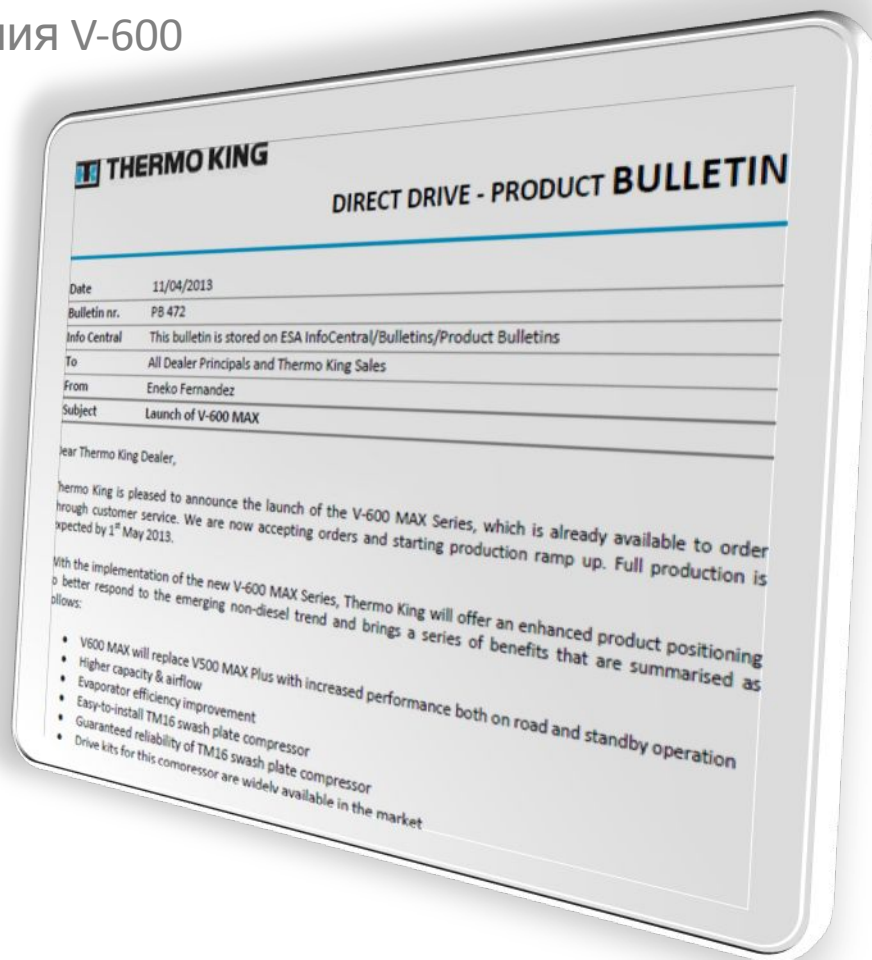 ния V-600
THERMO KING
DIRECT DRIVE - PRODUCT BULLETIN
Date 11/04/2013
Bulletin nr. PB 472
Info Central This bulletin is stored on ESA InfoCentral/Bulletins/Product Bulletins
To All Dealer Principals and Thermo King Sales
From Eneko Fernandez
Subject Launch of V-600 MAX
Dear Thermo King Dealer,
Thermo King is pleased to announce the launch of the V-600 MAX Series, which is already available to order
through customer service. We are now accepting orders and starting production ramp up. Full production is
expected by 1st May 2013.
With the implementation of the new V-600 MAX Series, Thermo King will offer an enhanced product positioning
o better respond to the emerging non-diesel trend and brings a series of benefits that are summarised as
ollows:
• V600 MAX will replace V500 MAX Plus with increased performance both on road and standby operation
• Higher capacity & airflow
• Evaporator efficiency improvement
• Easy-to-install TM16 swash plate compressor
• Guaranteed reliability of TM16 swash plate compressor
• Drive kits for this compressor are widely available in the market